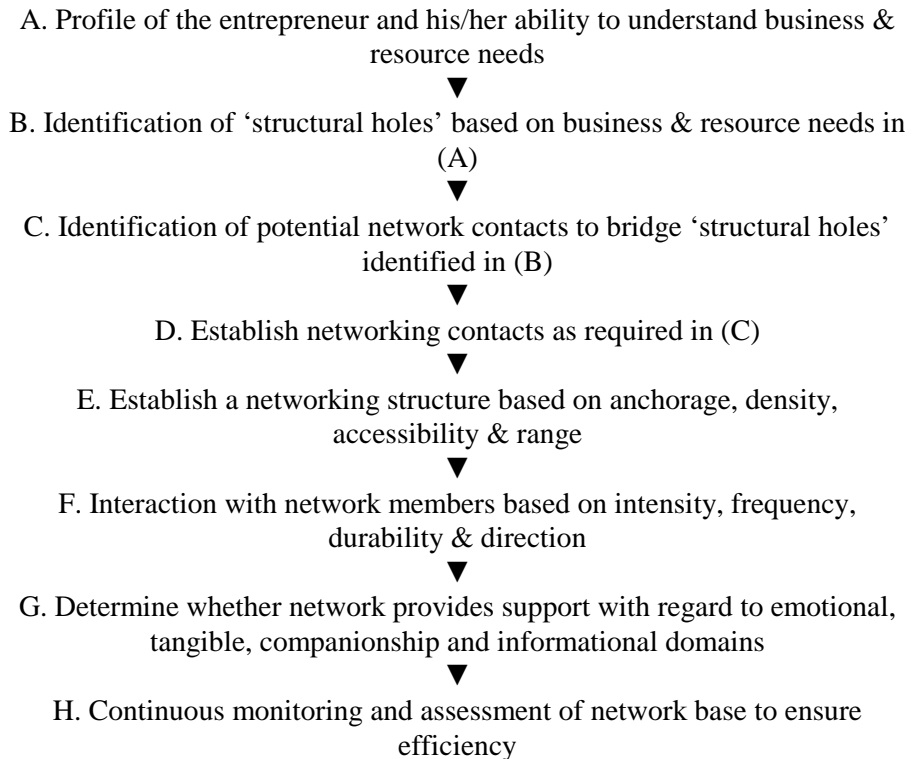 A. Profile of the entrepreneur and his/her ability to understand business &
resource needs
▼
B. Identification of ‘structural holes’ based on business & resource needs in
(A)
▼
C. Identification of potential network contacts to bridge ‘structural holes’
identified in (B)
▼
D. Establish networking contacts as required in (C)
▼
E. Establish a networking structure based on anchorage, density,
accessibility & range
▼
F. Interaction with network members based on intensity, frequency,
durability & direction
▼
G. Determine whether network provides support with regard to emotional,
tangible, companionship and informational domains
▼
H. Continuous monitoring and assessment of network base to ensure
efficiency